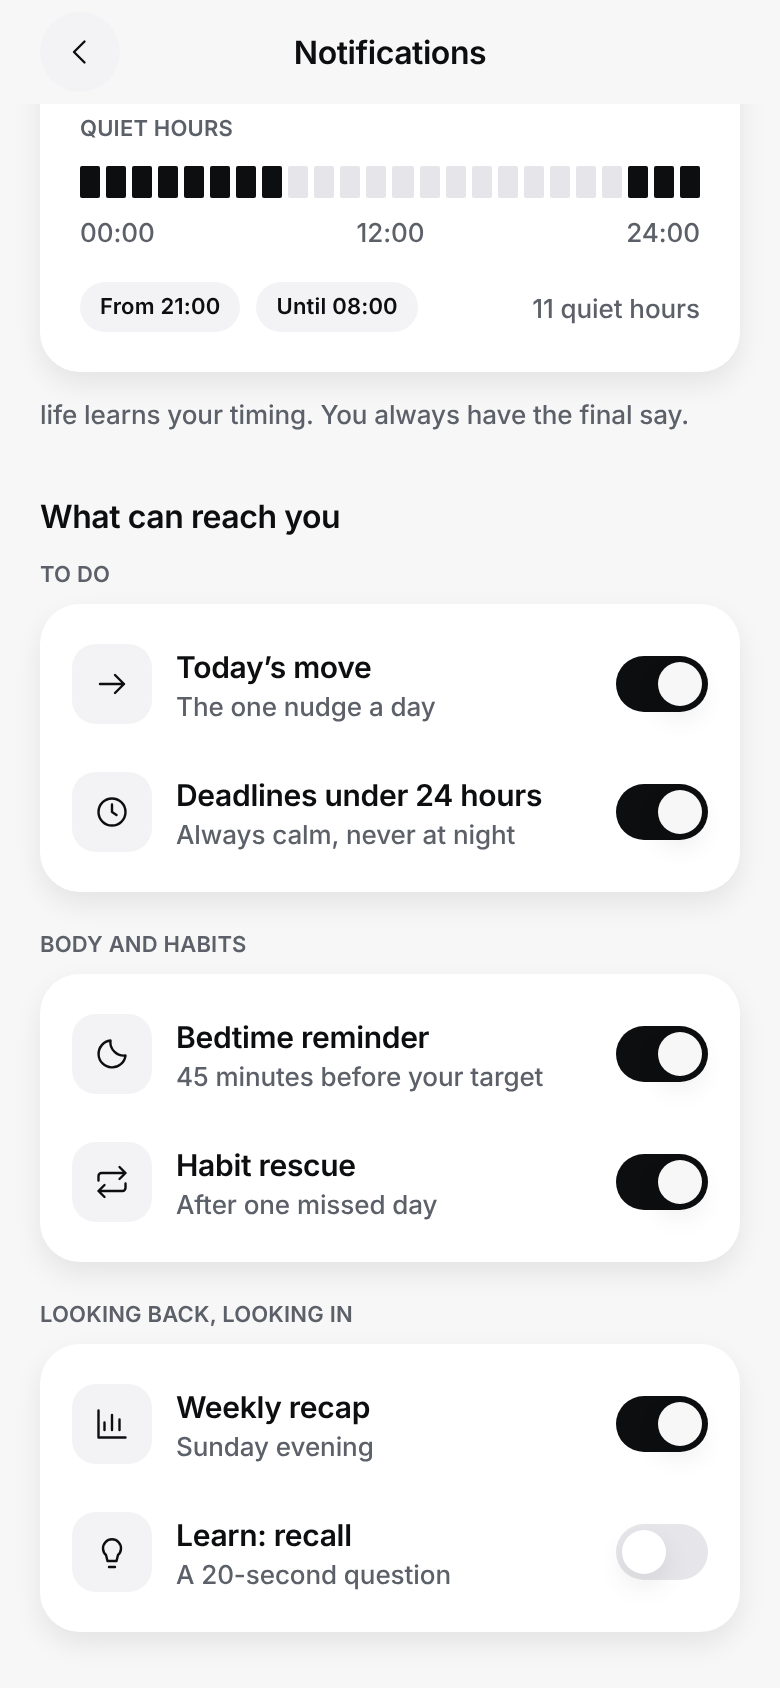 Notifications
QUIET HOURS
00:00 12:00 24:00
From 21:00 Until 08:00 11 quiet hours
life learns your timing. You always have the final say.
What can reach you
TO DO
Today’s move
The one nudge a day
Deadlines under 24 hours
Always calm, never at night
BODY AND HABITS
Bedtime reminder
45 minutes before your target
Habit rescue
After one missed day
LOOKING BACK, LOOKING IN
Weekly recap
Sunday evening
Learn: recall
A 20-second question